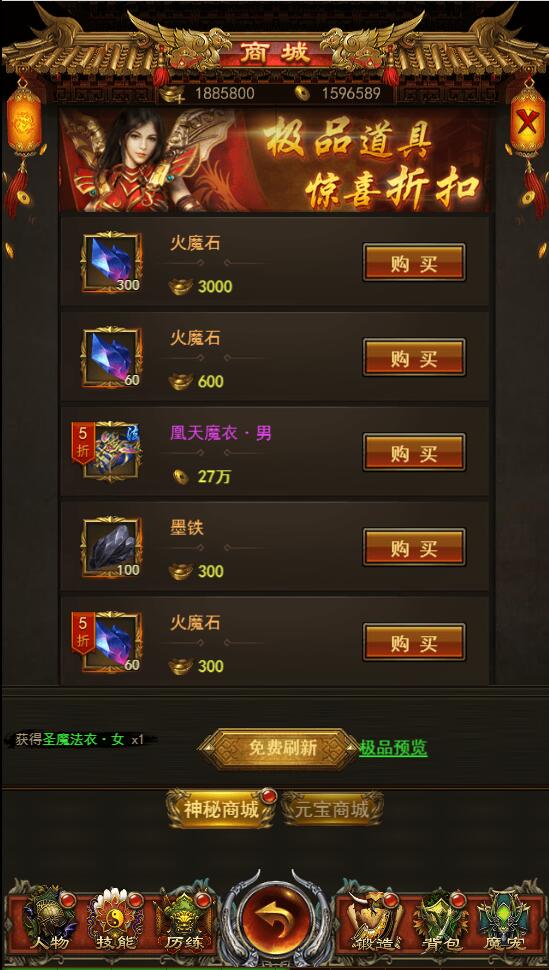 商城
1885800
1596589
极品道具
惊喜折扣
火魔石
300
3000
购买
火魔石
60
600
购买
5折
法
凰天魔衣·男
27万
购买
墨铁
100
300
购买
5折
火魔石
60
300
购买
获得圣魔法衣·女 x1
免费刷新
极品预览
神秘商城
元宝商城
人物
技能
历练
锻造
背包
魔宠